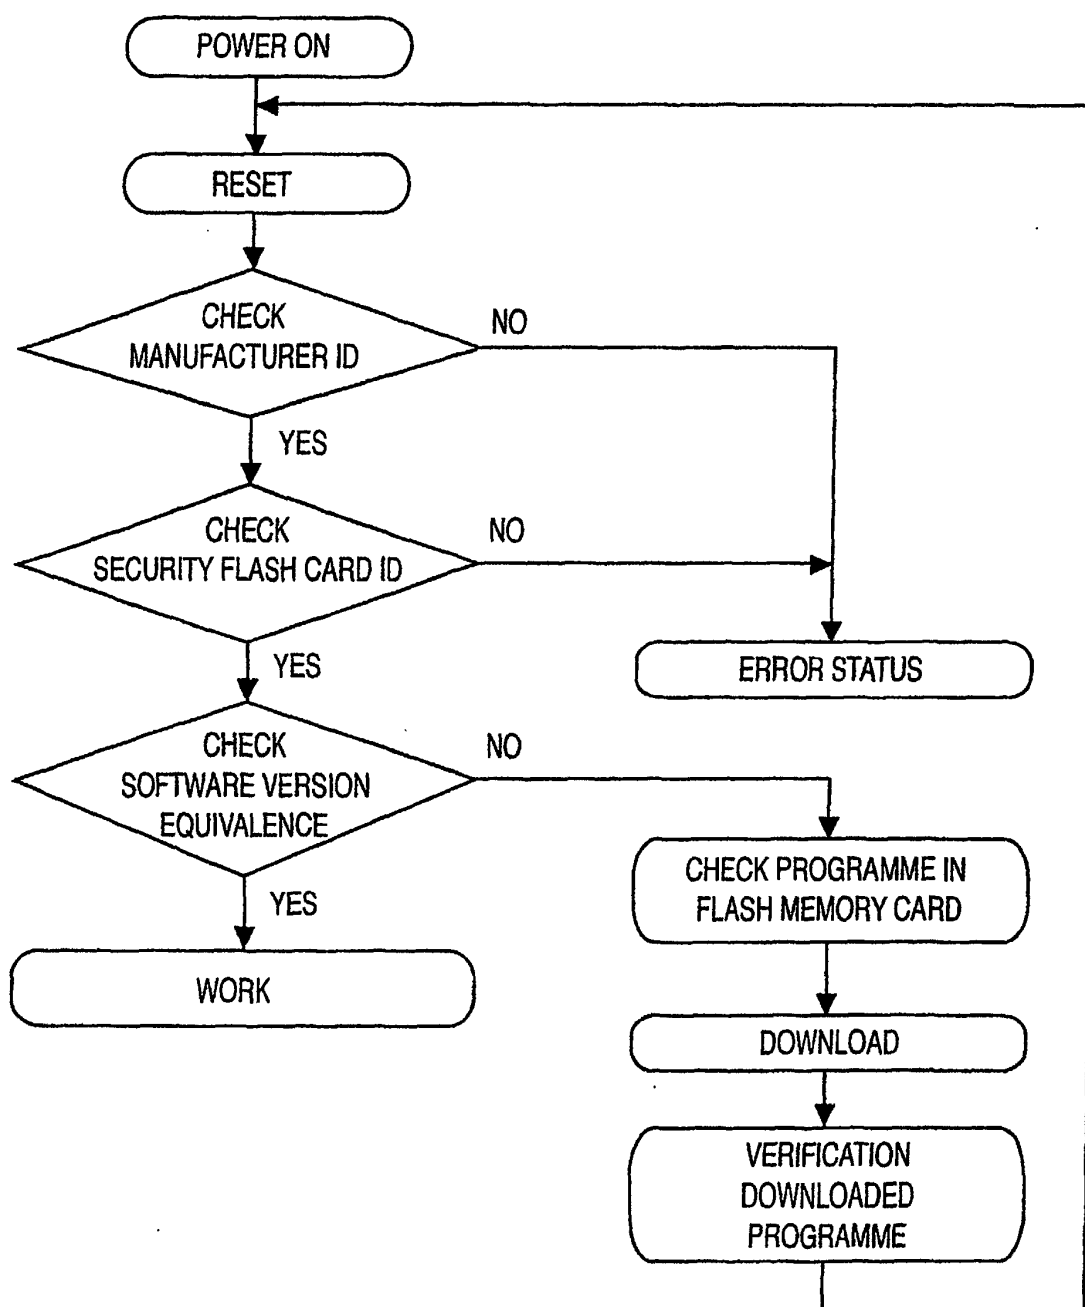 POWER ON
RESET
CHECK
MANUFACTURER ID
NO
YES
CHECK
SECURITY FLASH CARD ID
NO
YES
ERROR STATUS
CHECK
SOFTWARE VERSION
EQUIVALENCE
NO
YES
CHECK PROGRAMME IN
FLASH MEMORY CARD
WORK
DOWNLOAD
VERIFICATION
DOWNLOADED
PROGRAMME